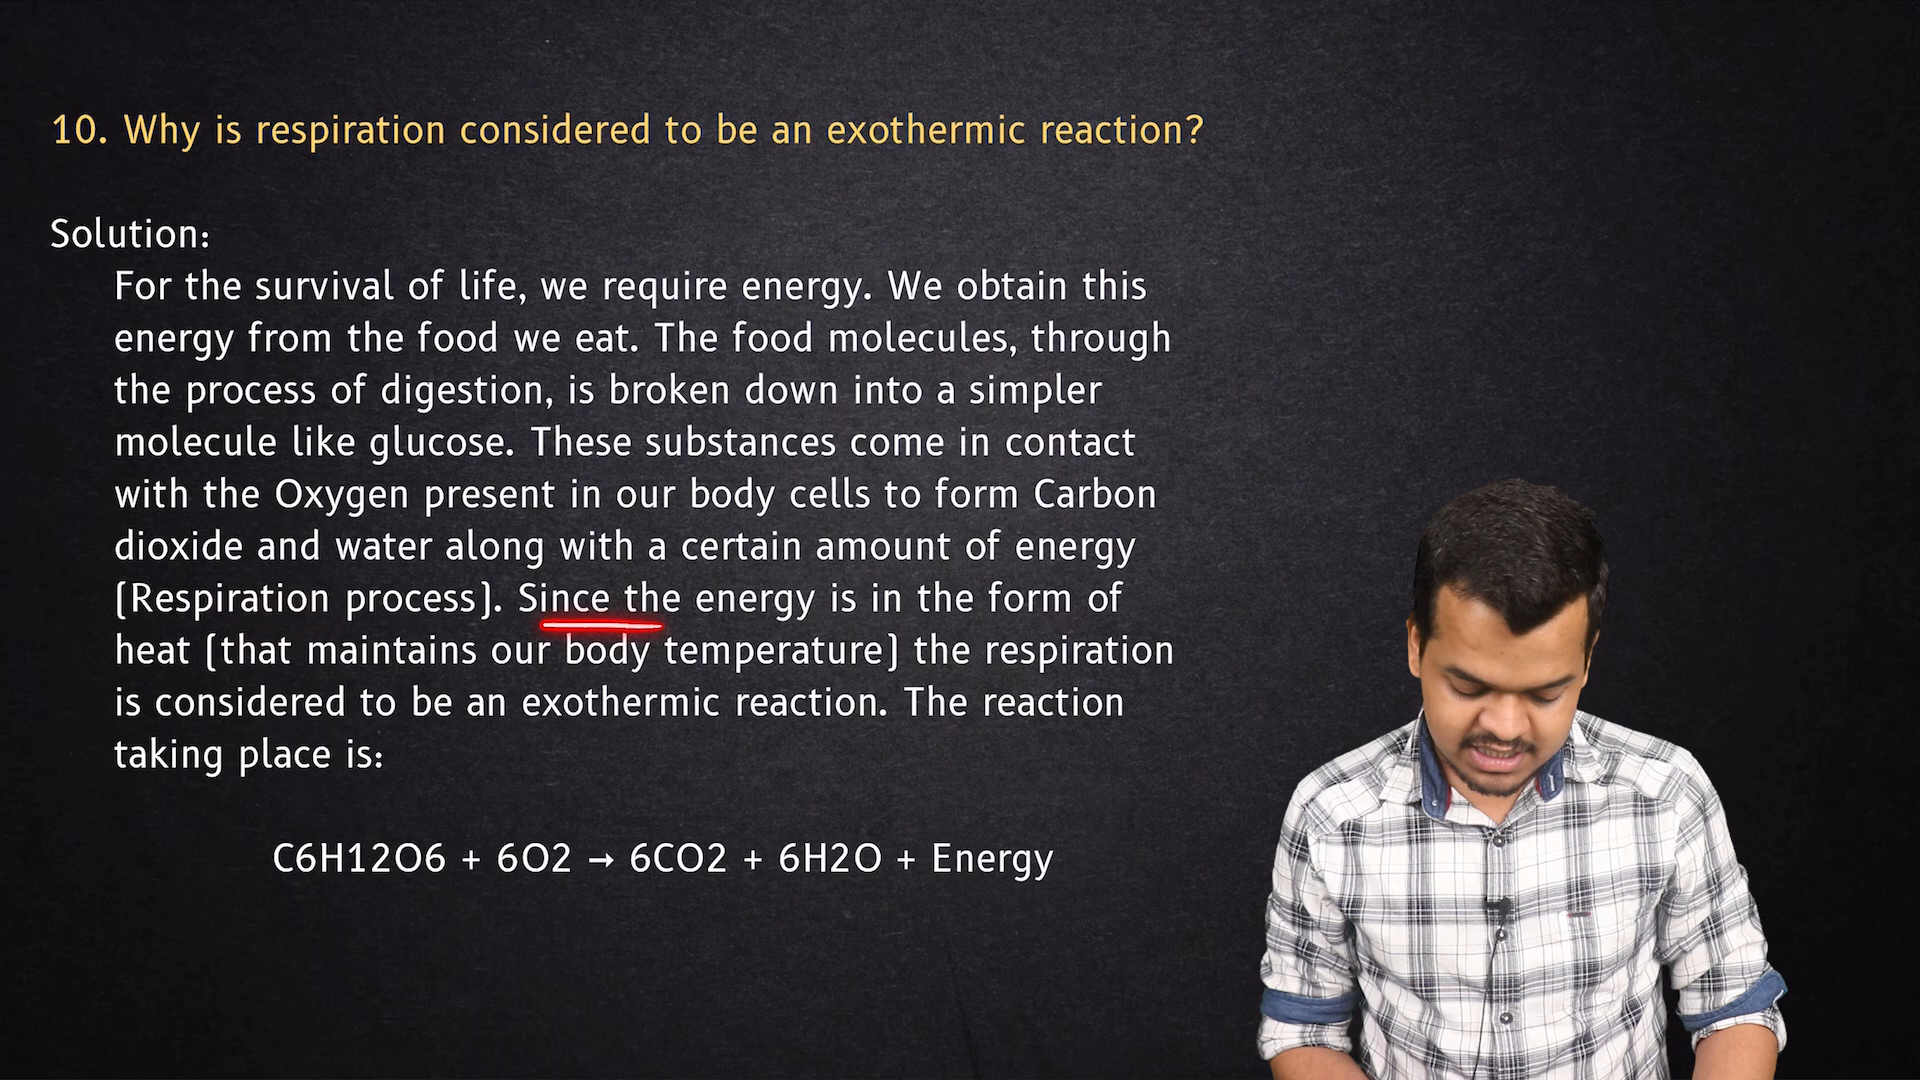 10. Why is respiration considered to be an exothermic reaction?
Solution:
For the survival of life, we require energy. We obtain this
energy from the food we eat. The food molecules, through
the process of digestion, is broken down into a simpler
molecule like glucose. These substances come in contact
with the Oxygen present in our body cells to form Carbon
dioxide and water along with a certain amount of energy
(Respiration process). Since the energy is in the form of
heat (that maintains our body temperature) the respiration
is considered to be an exothermic reaction. The reaction
taking place is:
C6H12O6 + 6O2 → 6CO2 + 6H2O + Energy